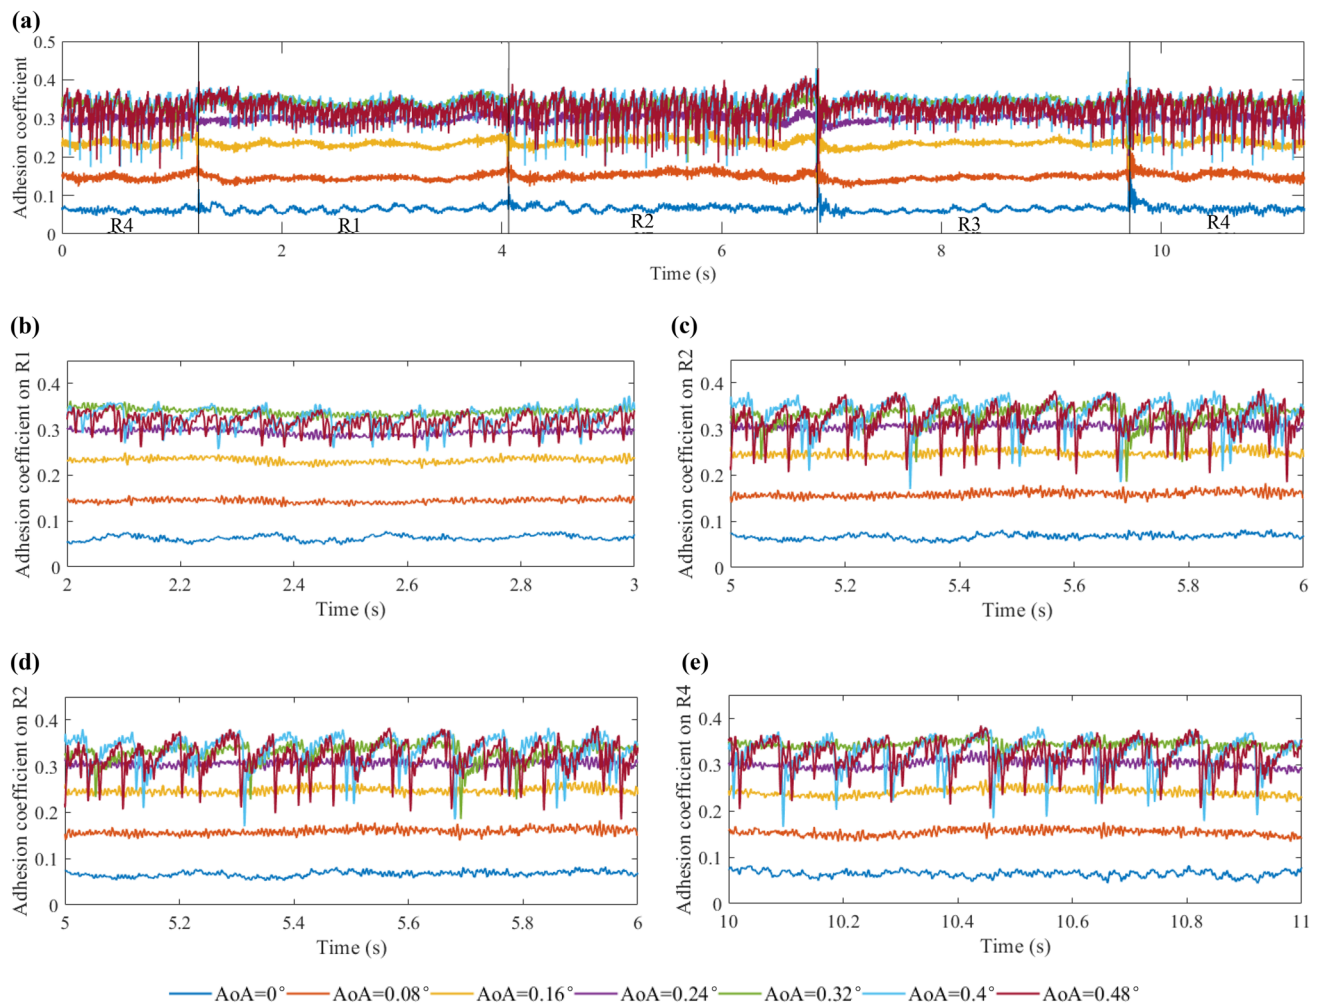 (a)
Adhesion coefficient
0.5
0.4
0.3
0.2
0.1
0
R4
R1
R2
R3
R4
0
2
4
6
8
10
Time (s)
(b)
Adhesion coefficient on R1
0.4
0.3
0.2
0.1
0
2
2.2
2.4
2.6
2.8
3
Time (s)
(c)
Adhesion coefficient on R2
0.4
0.3
0.2
0.1
0
5
5.2
5.4
5.6
5.8
6
Time (s)
(d)
Adhesion coefficient on R2
0.4
0.3
0.2
0.1
0
5
5.2
5.4
5.6
5.8
6
Time (s)
(e)
Adhesion coefficient on R4
0.4
0.3
0.2
0.1
0
10
10.2
10.4
10.6
10.8
11
Time (s)
AoA=0° AoA=0.08° AoA=0.16° AoA=0.24° AoA=0.32° AoA=0.4° AoA=0.48°